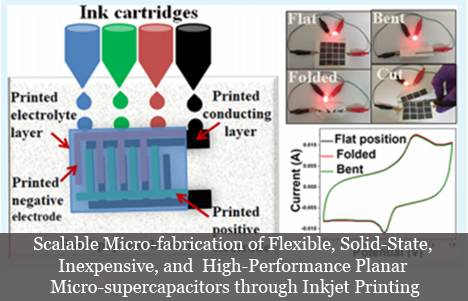 Ink cartridges
Printed
electrolyte
layer
Printed
conducting
layer
Printed
negative
electrode
Printed
positive
Flat
Bent
Folded
Cut
Flat position
Folded
Bent
Current (A)
0.010
0.005
0.000
-0.005
-0.010
Scalable Micro-fabrication of Flexible, Solid-State,
Inexpensive, and High-Performance Planar
Micro-supercapacitors through Inkjet Printing